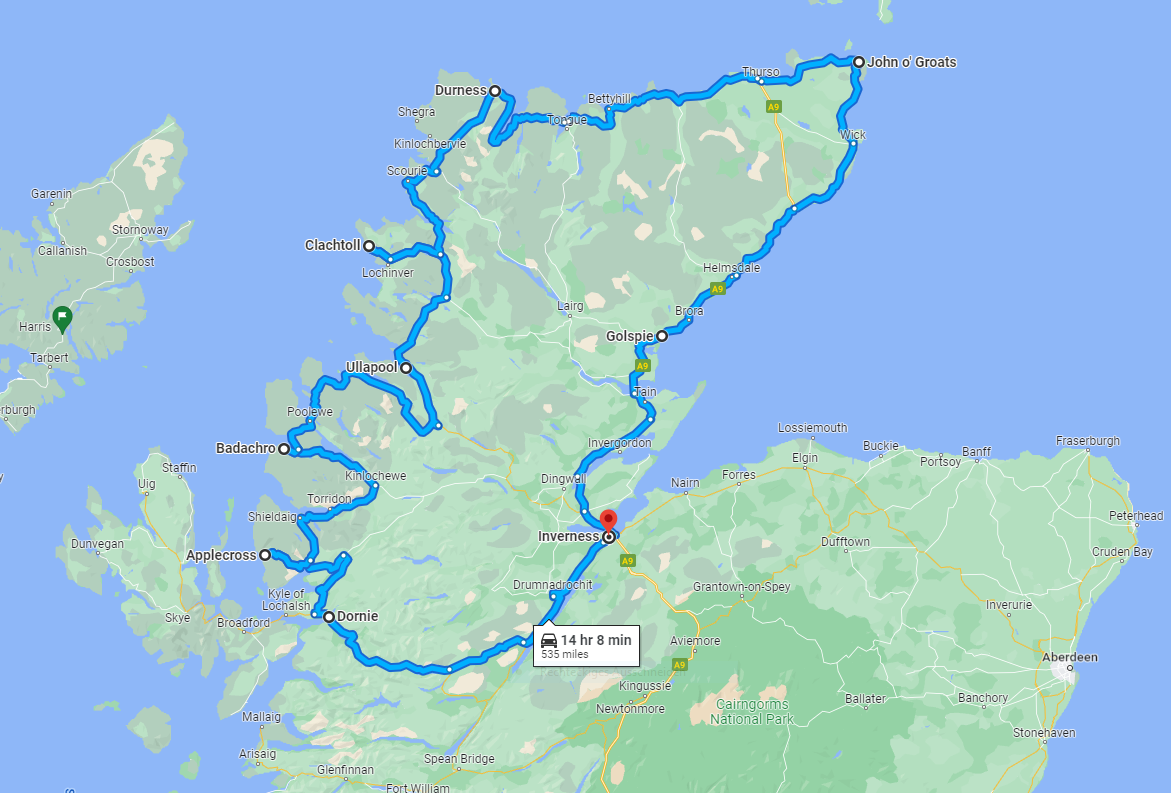 John o' Groats
Thurso
Durness
Bettyhill
A9
Shegra
Tongue
Wick
Kinlochbervie
Scourie
Garenin
Stornoway
Clachtoll
Callanish
Crosbost
Lochinver
Helmsdale
A9
Lairg
Brora
Harris
Golspie
Tarbert
Ullapool
A9
Tain
erburgh
Poolewe
Lossiemouth
Invergordon
Fraserburgh
Badachro
Buckie
Banff
Portsoy
Elgin
Staffin
Kinlochewe
Dingwall
Forres
Uig
Nairn
Torridon
Shieldaig
Peterhead
Inverness
Dunvegan
Dufftown
Applecross
Cruden Bay
A9
Drumnadrochit
Grantown-on-Spey
Kyle of
Lochalsh
Inverurie
Skye
Dornie
Broadford
14 hr 8 min
535 miles
Aviemore
Aberdeen
A9
Kingussie
Ballater
Banchory
Newtonmore
Cairngorms
National Park
Mallaig
Stonehaven
Arisaig
Spean Bridge
Glenfinnan
Fort William